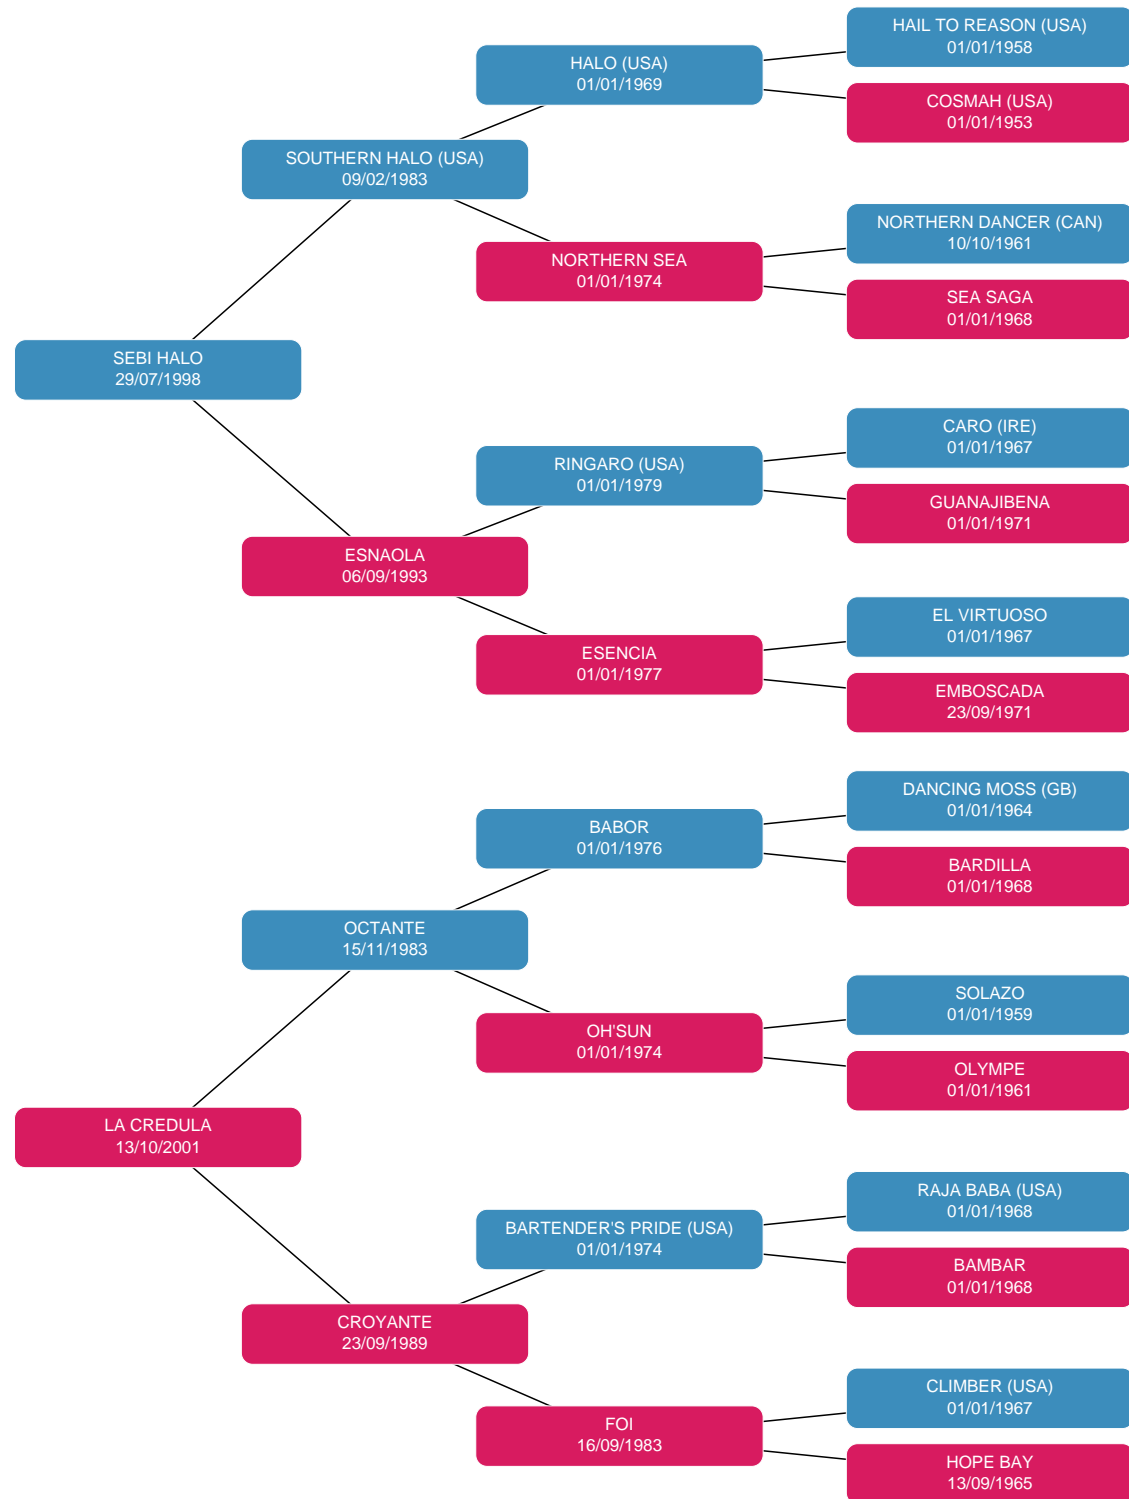 HAIL TO REASON (USA)
01/01/1958
HALO (USA)
01/01/1969
COSMAH (USA)
01/01/1953
SOUTHERN HALO (USA)
09/02/1983
NORTHERN DANCER (CAN)
10/10/1961
NORTHERN SEA
01/01/1974
SEA SAGA
01/01/1968
SEBI HALO
29/07/1998
CARO (IRE)
01/01/1967
RINGARO (USA)
01/01/1979
GUANAJIBENA
01/01/1971
ESNAOLA
06/09/1993
EL VIRTUOSO
01/01/1967
ESENCIA
01/01/1977
EMBOSCADA
23/09/1971
DANCING MOSS (GB)
01/01/1964
BABOR
01/01/1976
BARDILLA
01/01/1968
OCTANTE
15/11/1983
SOLAZO
01/01/1959
OH'SUN
01/01/1974
OLYMPE
01/01/1961
LA CREDULA
13/10/2001
RAJA BABA (USA)
01/01/1968
BARTENDER'S PRIDE (USA)
01/01/1974
BAMBAR
01/01/1968
CROYANTE
23/09/1989
CLIMBER (USA)
01/01/1967
FOI
16/09/1983
HOPE BAY
13/09/1965